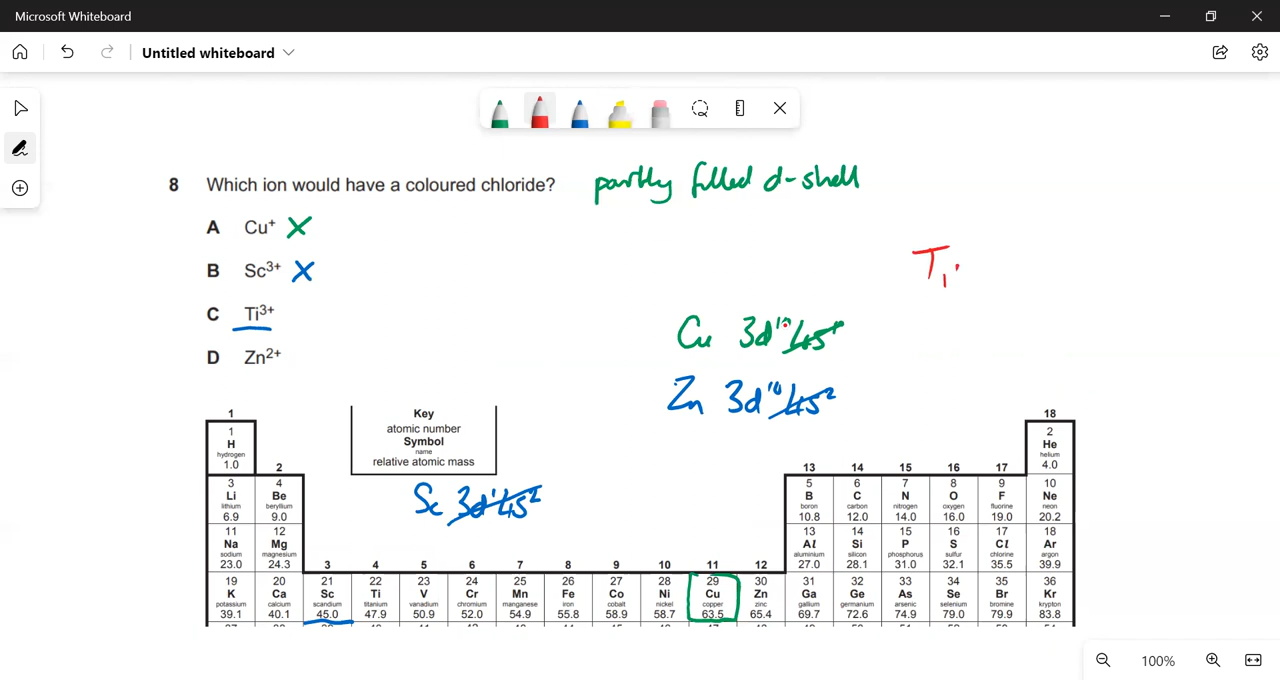 Microsoft Whiteboard
Untitled whiteboard
8 Which ion would have a coloured chloride? partly filled d-shell
A Cu⁺ X
B Sc³⁺ X
Ti
C Ti³⁺
Cu 3d¹⁰4s¹
D Zn²⁺
Zn 3d¹⁰4s²
1 18
Key
atomic number
Symbol
name
relative atomic mass
1 2
H He
hydrogen helium
1.0 4.0
2 13 14 15 16 17
3 4 5 6 7 8 9 10
Li Be B C N O F Ne
lithium beryllium boron carbon nitrogen oxygen fluorine neon
6.9 9.0 10.8 12.0 14.0 16.0 19.0 20.2
Sc 3d¹4s²
11 12 13 14 15 16 17 18
Na Mg Al Si P S Cl Ar
sodium magnesium aluminium silicon phosphorus sulfur chlorine argon
23.0 24.3 3 4 5 6 7 8 9 10 11 12 27.0 28.1 31.0 32.1 35.5 39.9
19 20 21 22 23 24 25 26 27 28 29 30 31 32 33 34 35 36
K Ca Sc Ti V Cr Mn Fe Co Ni Cu Zn Ga Ge As Se Br Kr
potassium calcium scandium titanium vanadium chromium manganese iron cobalt nickel copper zinc gallium germanium arsenic selenium bromine krypton
39.1 40.1 45.0 47.9 50.9 52.0 54.9 55.8 58.9 58.7 63.5 65.4 69.7 72.6 74.9 79.0 79.9 83.8
100%